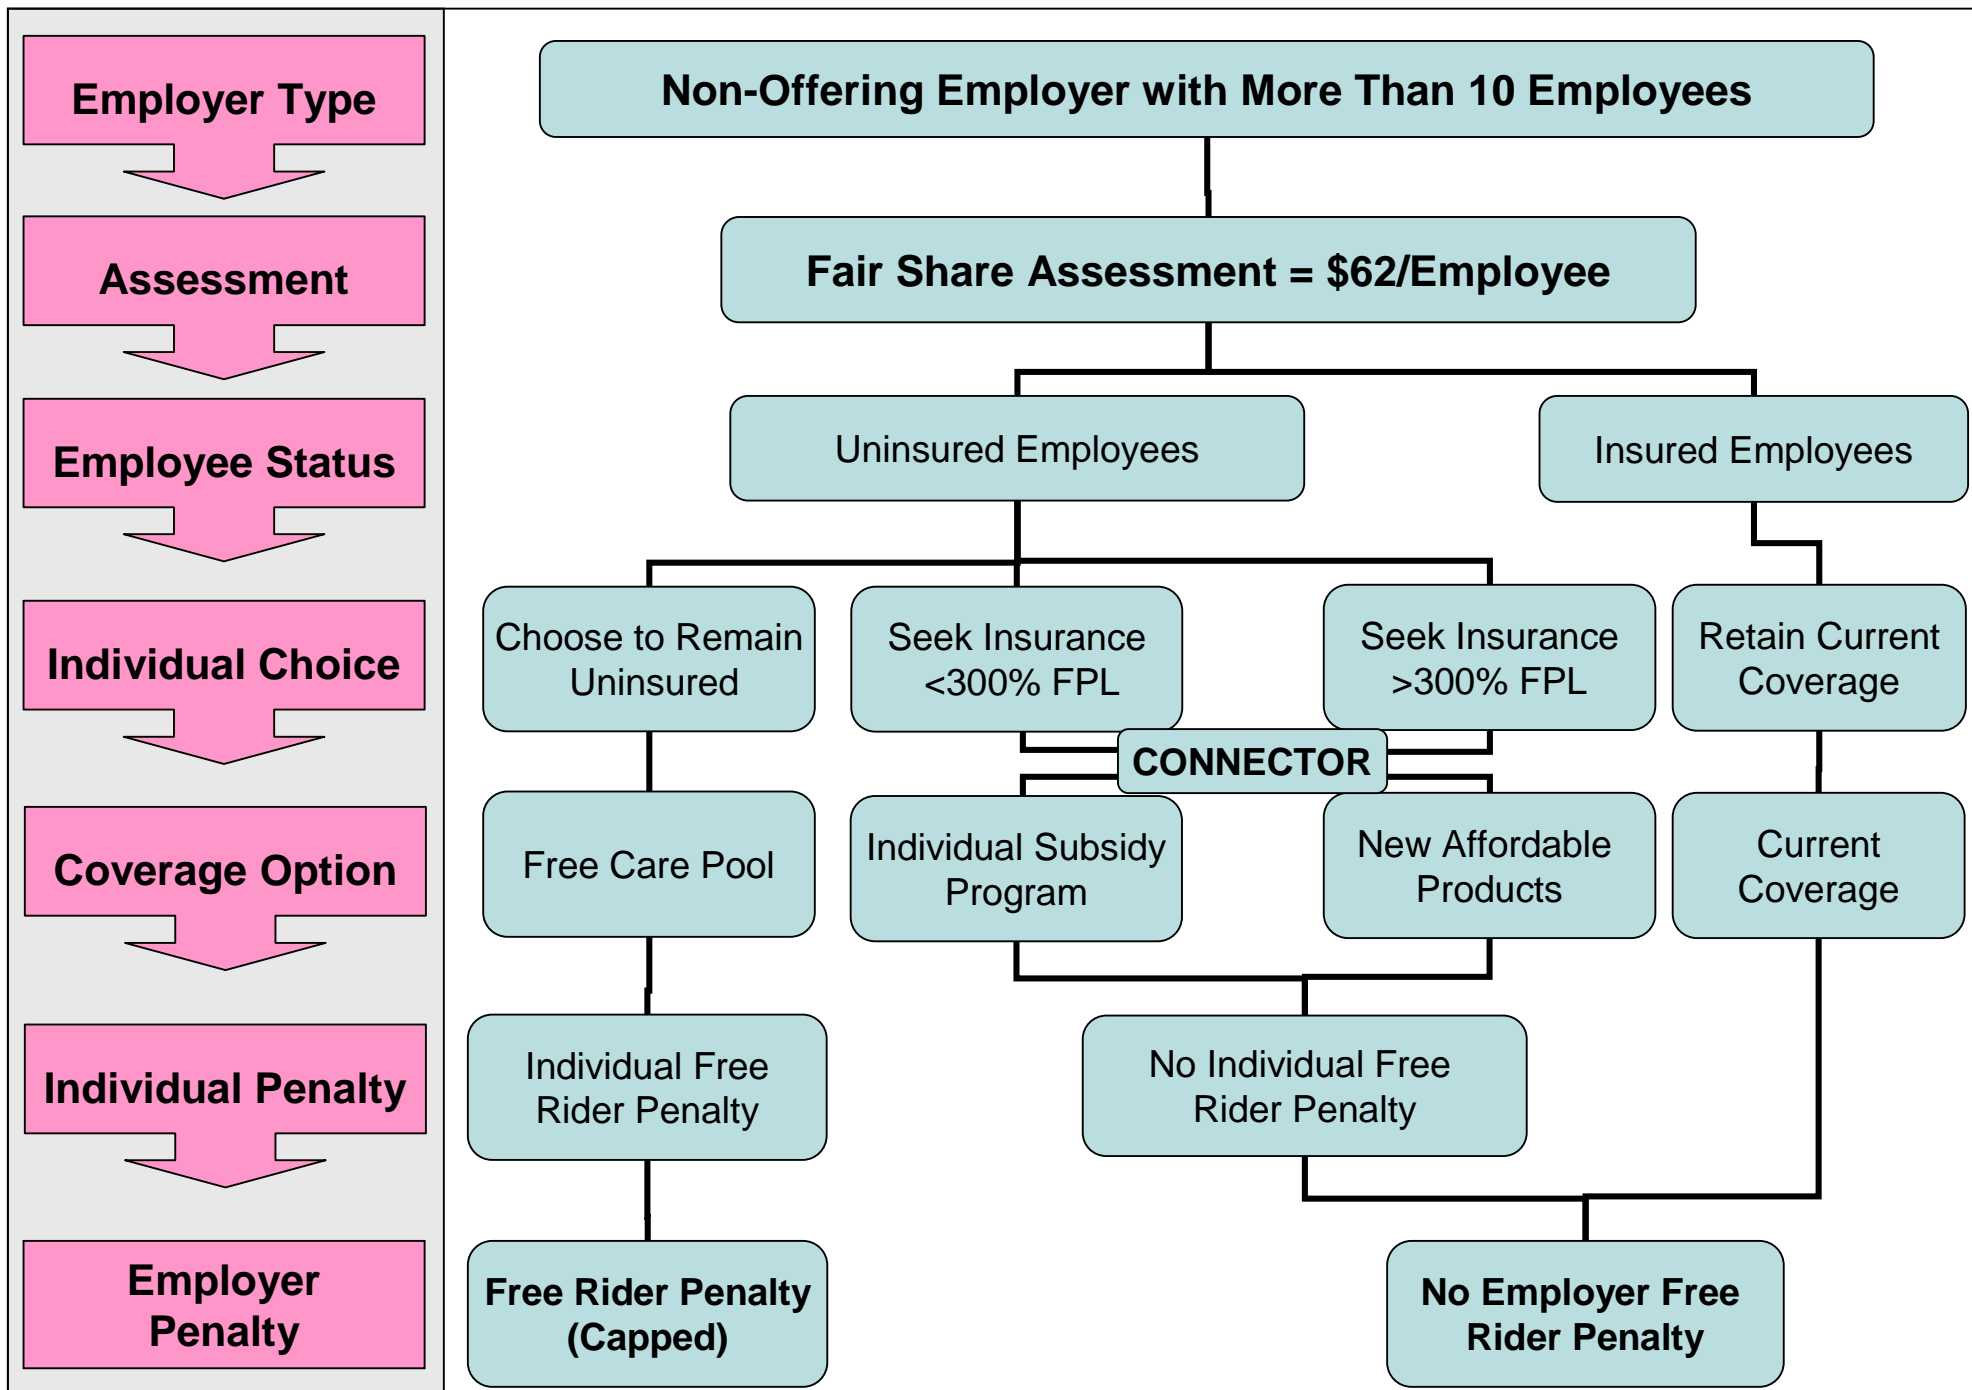 Employer Type
Non-Offering Employer with More Than 10 Employees
Assessment
Fair Share Assessment = $62/Employee
Employee Status
Uninsured Employees
Insured Employees
Individual Choice
Choose to Remain
Uninsured
Seek Insurance
<300% FPL
Seek Insurance
>300% FPL
Retain Current
Coverage
CONNECTOR
Coverage Option
Free Care Pool
Individual Subsidy
Program
New Affordable
Products
Current
Coverage
Individual Penalty
Individual Free
Rider Penalty
No Individual Free
Rider Penalty
Employer
Penalty
Free Rider Penalty
(Capped)
No Employer Free
Rider Penalty